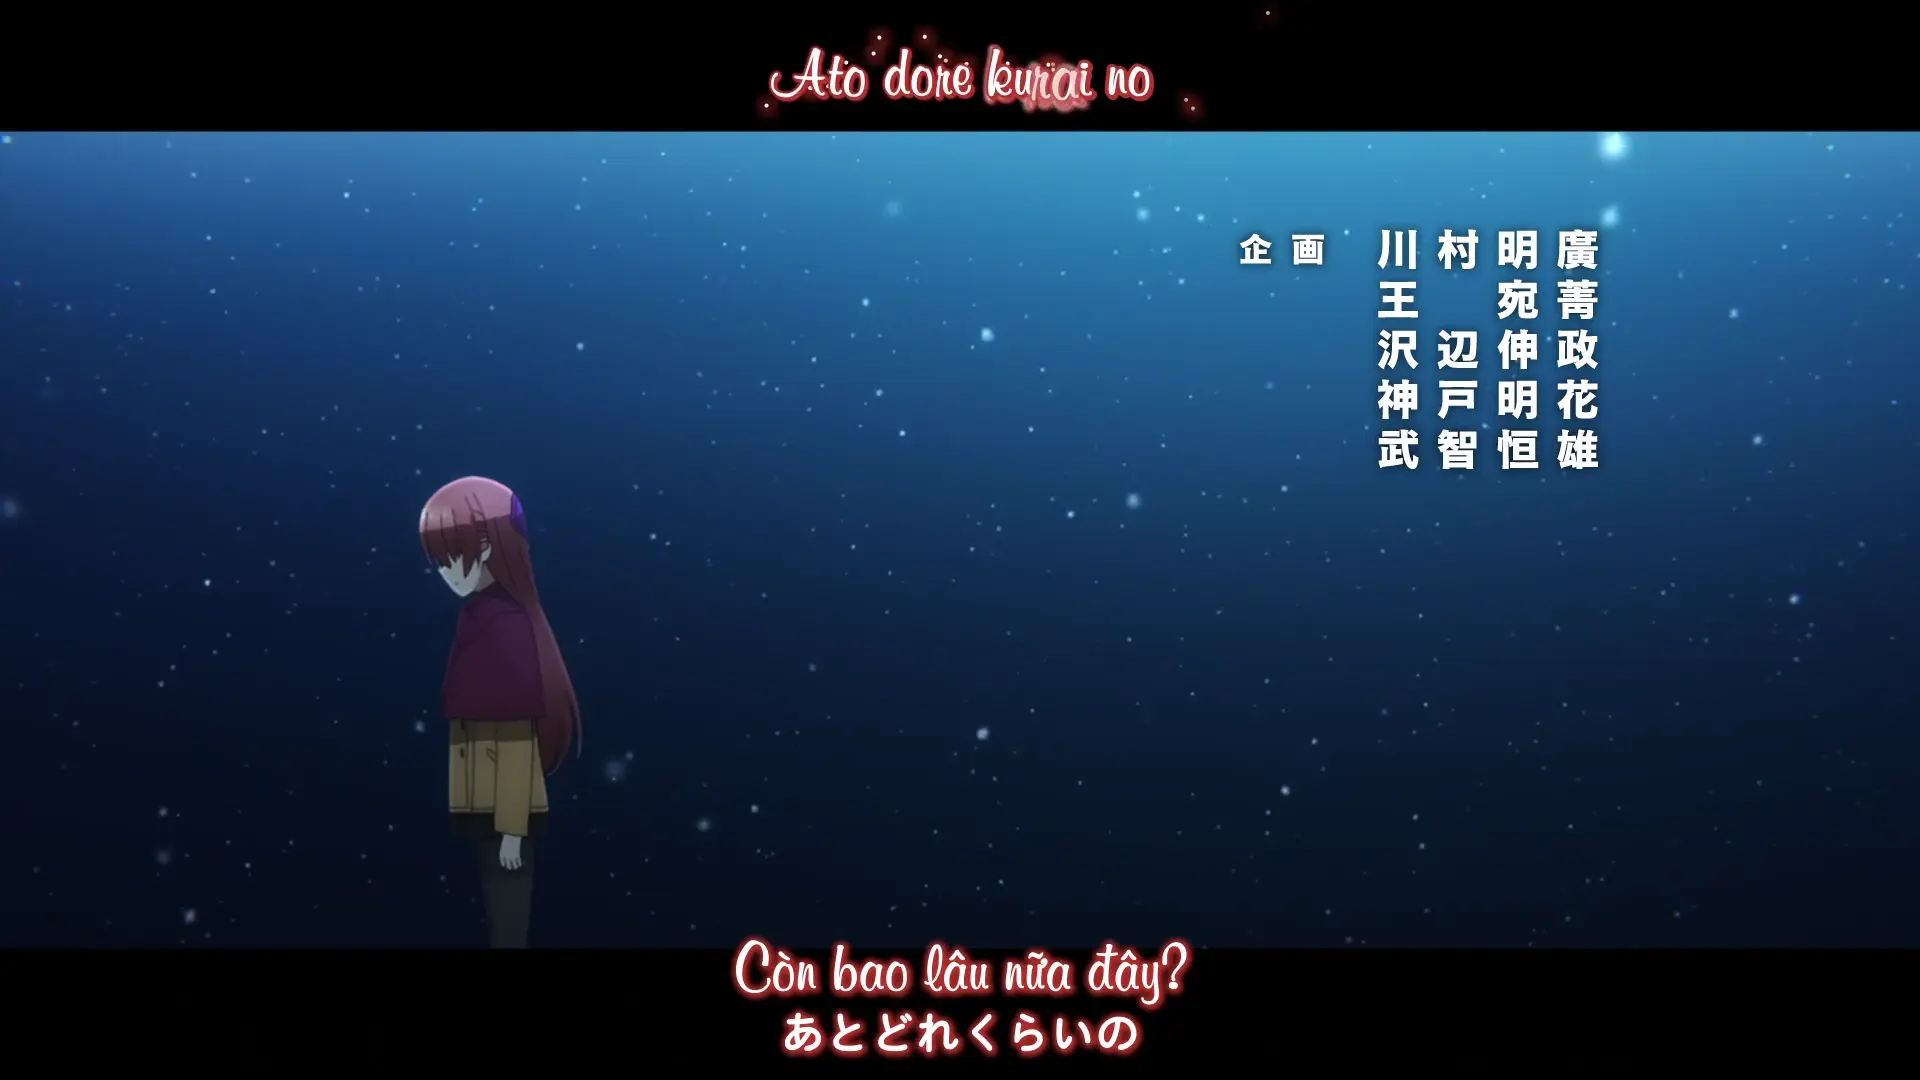 Ato dore kurai no
企画 川村明廣
王 宛菁
沢辺伸政
神戸明花
武智恒雄
Còn bao lâu nữa đây?
あとどれくらいの